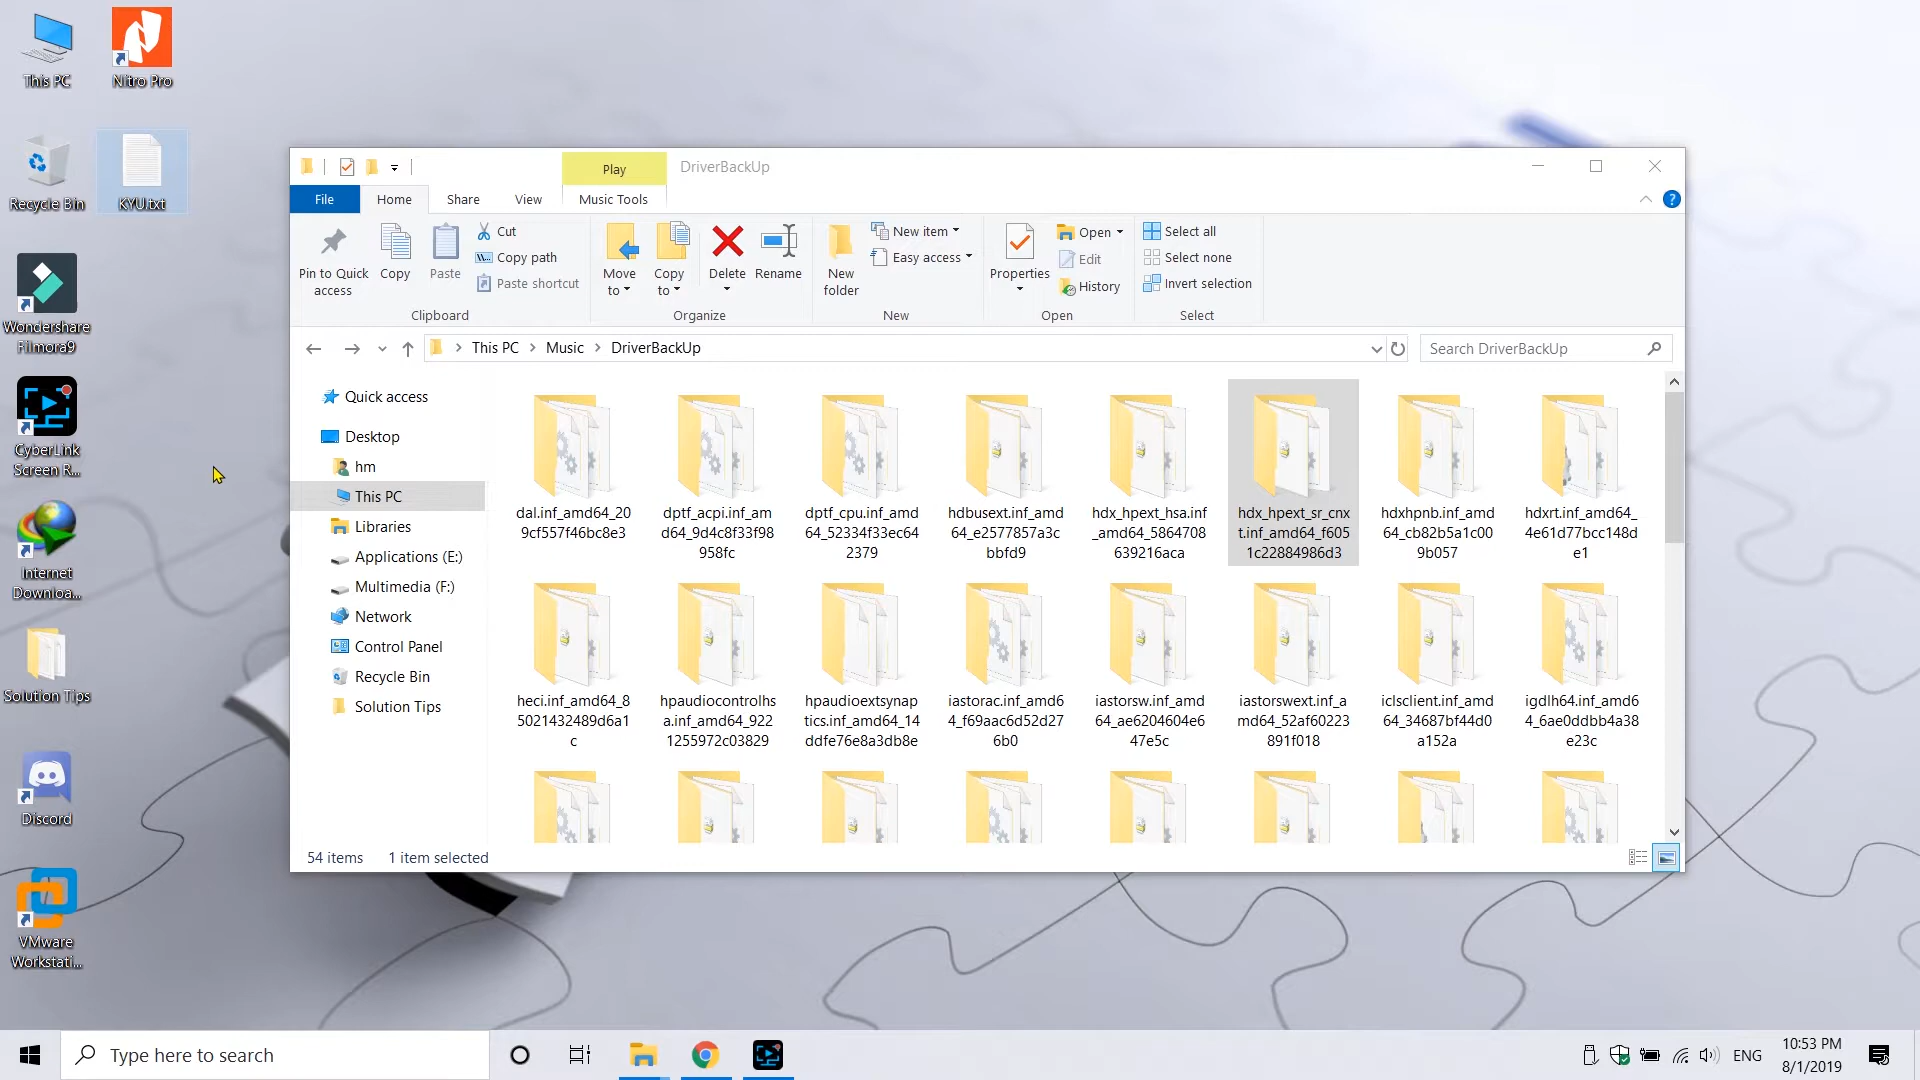 This PC
Nitro Pro
Recycle Bin
KYU.txt
Wondershare
Filmora9
CyberLink
Screen R...
Internet
Downloa...
Solution Tips
Discord
VMware
Workstati...
Play
DriverBackUp
File
Home
Share
View
Music Tools
Pin to Quick
access
Copy
Paste
Cut
Copy path
Paste shortcut
Clipboard
Move
to
Copy
to
Delete
Rename
Organize
New
folder
New item
Easy access
New
Properties
Open
Edit
History
Open
Select all
Select none
Invert selection
Select
This PC
Music
DriverBackUp
Search DriverBackUp
Quick access
Desktop
hm
This PC
Libraries
Applications (E:)
Multimedia (F:)
Network
Control Panel
Recycle Bin
Solution Tips
dal.inf_amd64_20
9cf557f46bc8e3
dptf_acpi.inf_am
d64_9d4c8f33f98
958fc
dptf_cpu.inf_amd
64_52334f33ec64
2379
hdbusext.inf_amd
64_e2577857a3c
bbfd9
hdx_hpext_hsa.inf
_amd64_5864708
639216aca
hdx_hpext_sr_cnx
t.inf_amd64_f605
1c22884986d3
hdxhpnb.inf_amd
64_cb82b5a1c00
9b057
hdxrt.inf_amd64_
4e61d77bcc148d
e1
heci.inf_amd64_8
5021432489d6a1
c
hpaudiocontrolhs
a.inf_amd64_922
1255972c03829
hpaudioextsynap
tics.inf_amd64_14
ddfe76e8a3db8e
iastorac.inf_amd6
4_f69aac6d52d27
6b0
iastorsw.inf_amd
64_ae6204604e6
47e5c
iastorswext.inf_a
md64_52af60223
891f018
iclsclient.inf_amd
64_34687bf44d0
a152a
igdlh64.inf_amd6
4_6ae0ddbb4a38
e23c
54 items
1 item selected
Type here to search
ENG
10:53 PM
8/1/2019